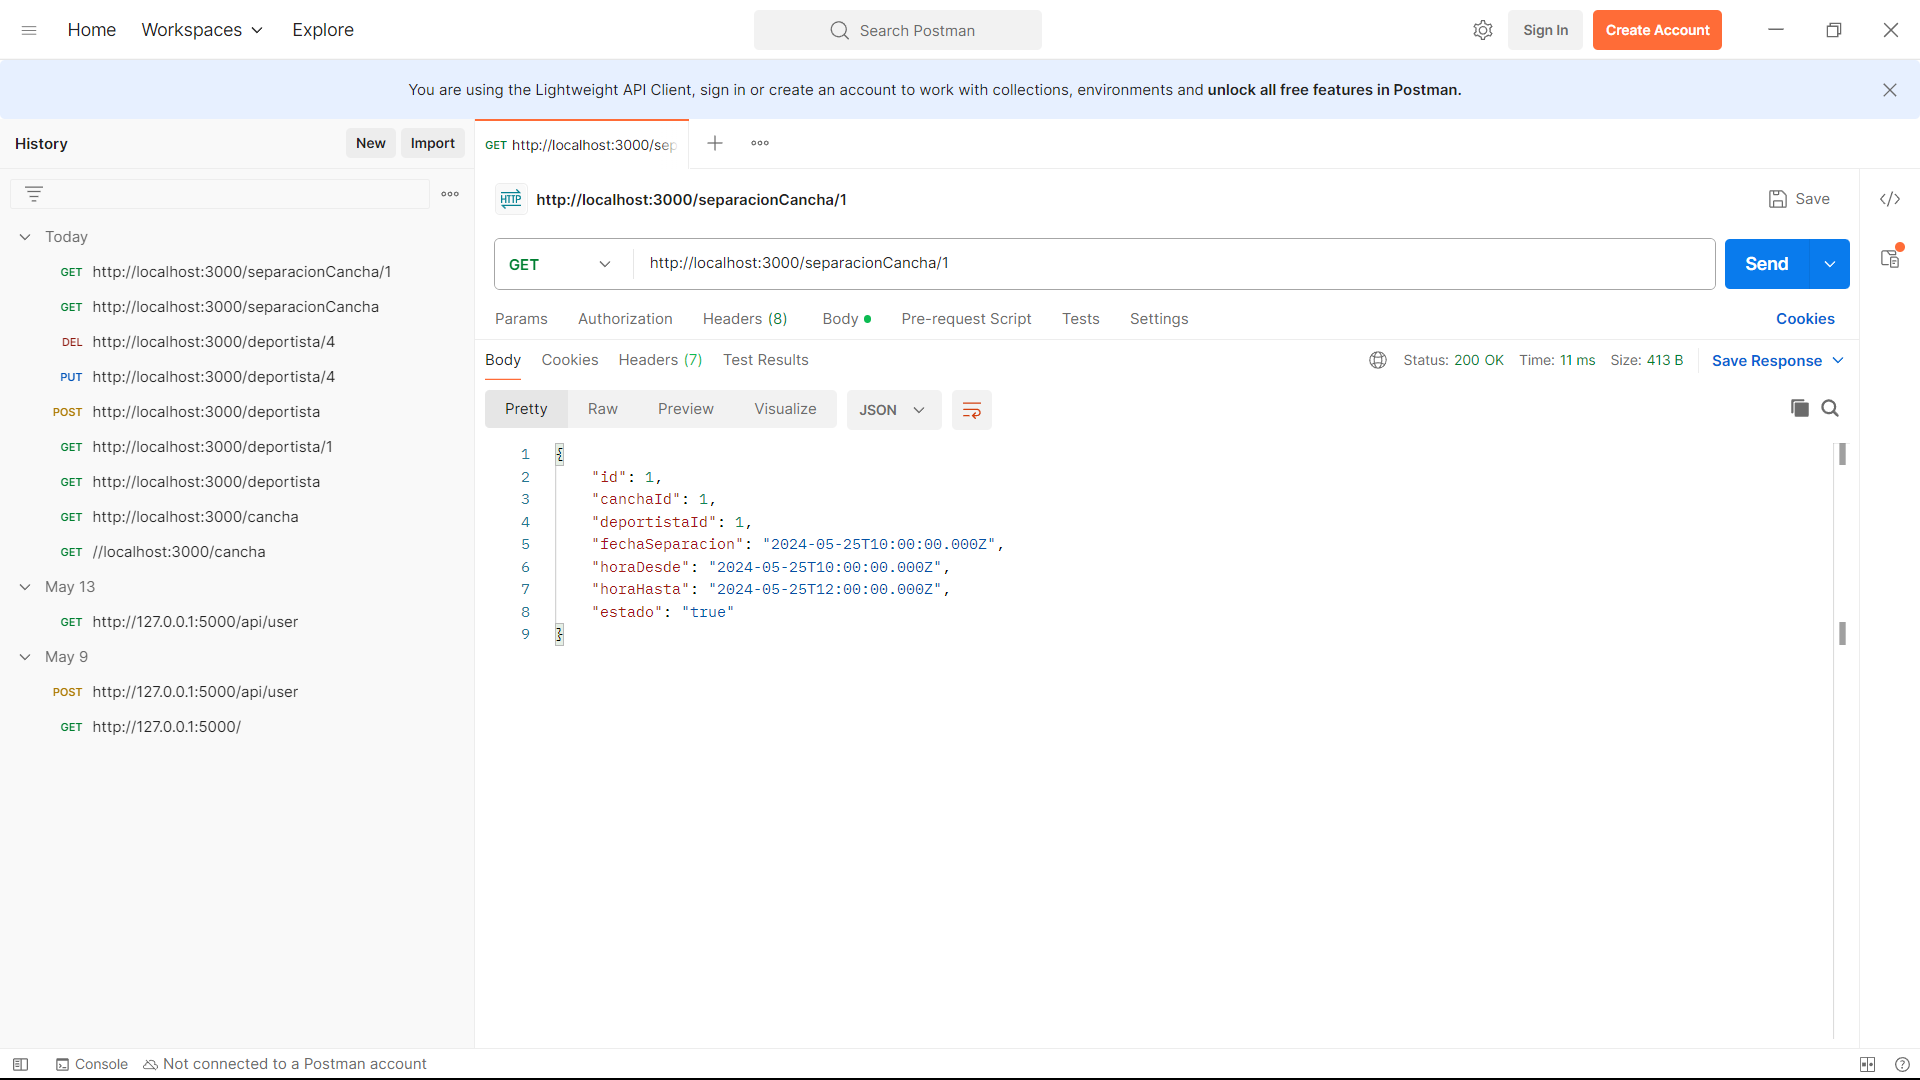 Home Workspaces Explore Search Postman Sign In Create Account
You are using the Lightweight API Client, sign in or create an account to work with collections, environments and unlock all free features in Postman.
History New Import
Today
GET http://localhost:3000/separacionCancha/1
GET http://localhost:3000/separacionCancha
DEL http://localhost:3000/deportista/4
PUT http://localhost:3000/deportista/4
POST http://localhost:3000/deportista
GET http://localhost:3000/deportista/1
GET http://localhost:3000/deportista
GET http://localhost:3000/cancha
GET //localhost:3000/cancha
May 13
GET http://127.0.0.1:5000/api/user
May 9
POST http://127.0.0.1:5000/api/user
GET http://127.0.0.1:5000/
GET http://localhost:3000/sep
HTTP http://localhost:3000/separacionCancha/1 Save
GET http://localhost:3000/separacionCancha/1 Send
Params Authorization Headers (8) Body Pre-request Script Tests Settings Cookies
Body Cookies Headers (7) Test Results Status: 200 OK Time: 11 ms Size: 413 B Save Response
Pretty Raw Preview Visualize JSON
1 {
2 "id": 1,
3 "canchaId": 1,
4 "deportistaId": 1,
5 "fechaSeparacion": "2024-05-25T10:00:00.000Z",
6 "horaDesde": "2024-05-25T10:00:00.000Z",
7 "horaHasta": "2024-05-25T12:00:00.000Z",
8 "estado": "true"
9 }
Console Not connected to a Postman account